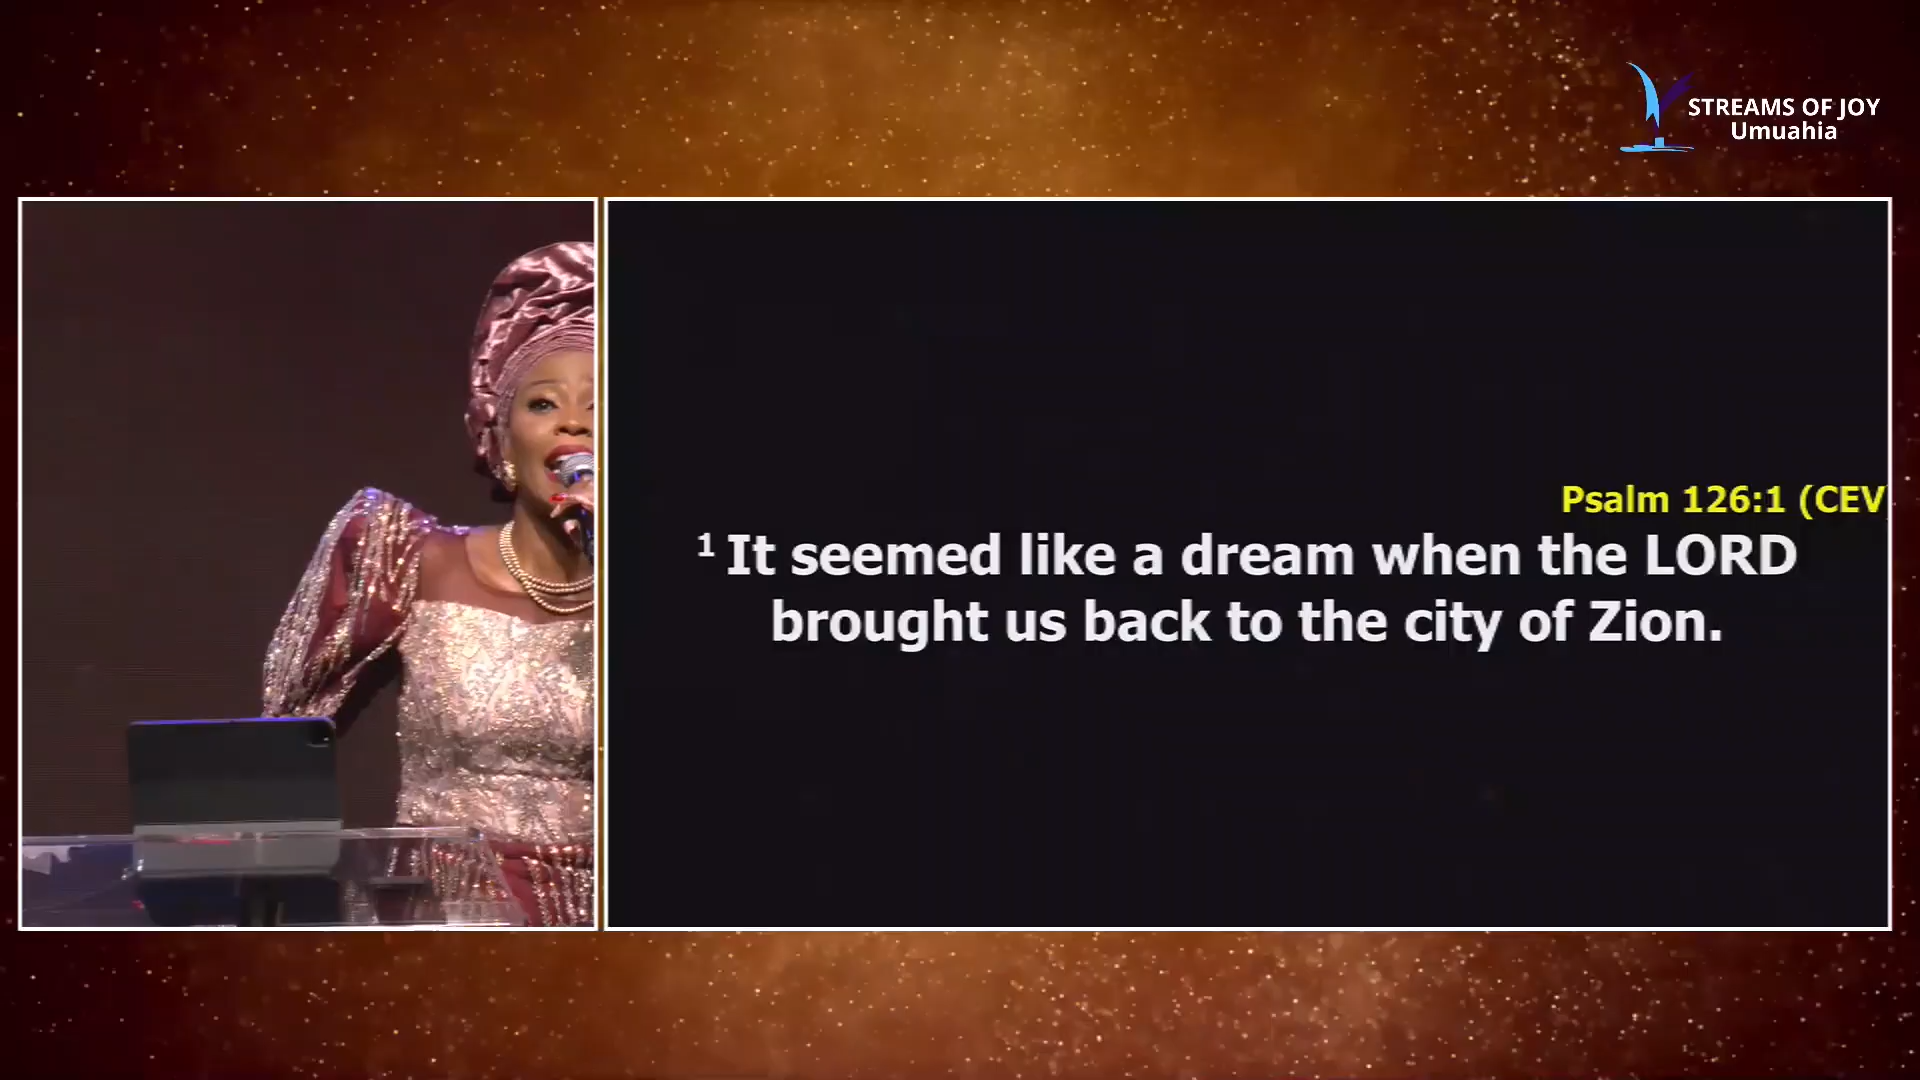 STREAMS OF JOY
Umuahia
Psalm 126:1 (CEV
1 It seemed like a dream when the LORD
brought us back to the city of Zion.